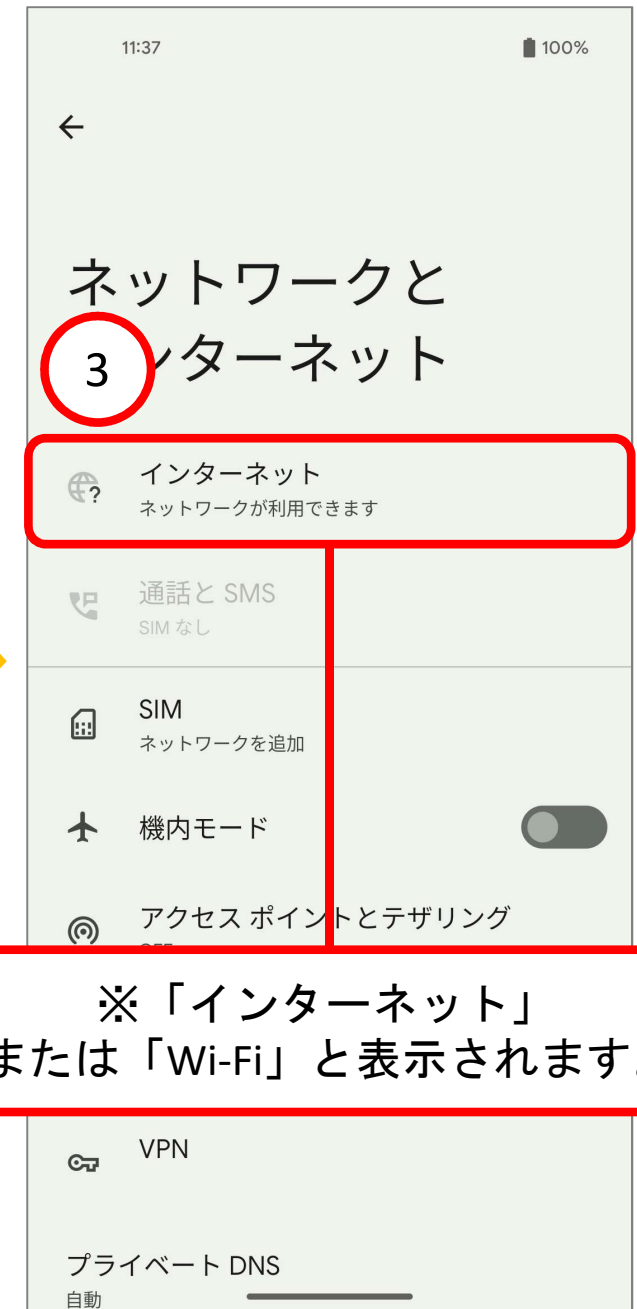 11:37 100%
ネットワークと
ンターネット
3
インターネット
ネットワークが利用できます
通話と SMS
SIM なし
SIM
ネットワークを追加
機内モード
アクセス ポイントとテザリング
※「インターネット」
または「Wi-Fi」と表示されます。
VPN
プライベート DNS
自動